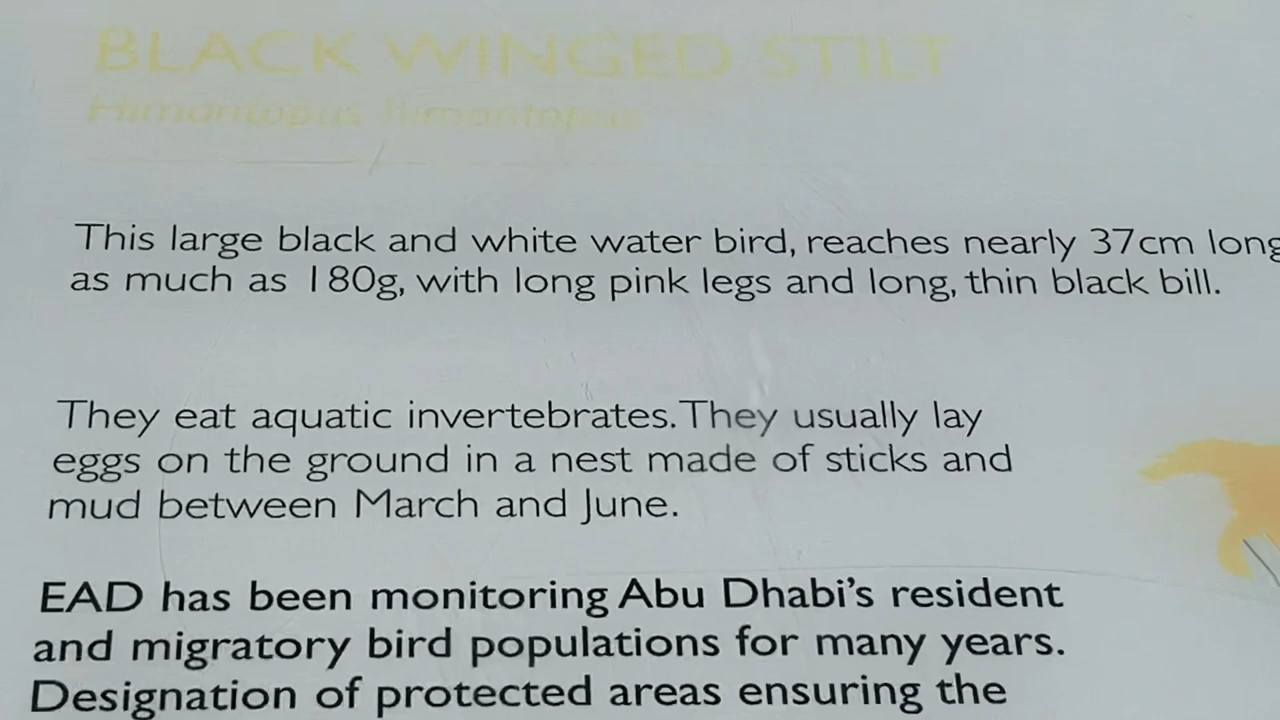 BLACK WINGED STILT
Himantopus himantopus
This large black and white water bird, reaches nearly 37cm long
as much as 180g, with long pink legs and long, thin black bill.
They eat aquatic invertebrates. They usually lay
eggs on the ground in a nest made of sticks and
mud between March and June.
EAD has been monitoring Abu Dhabi's resident
and migratory bird populations for many years.
Designation of protected areas ensuring the